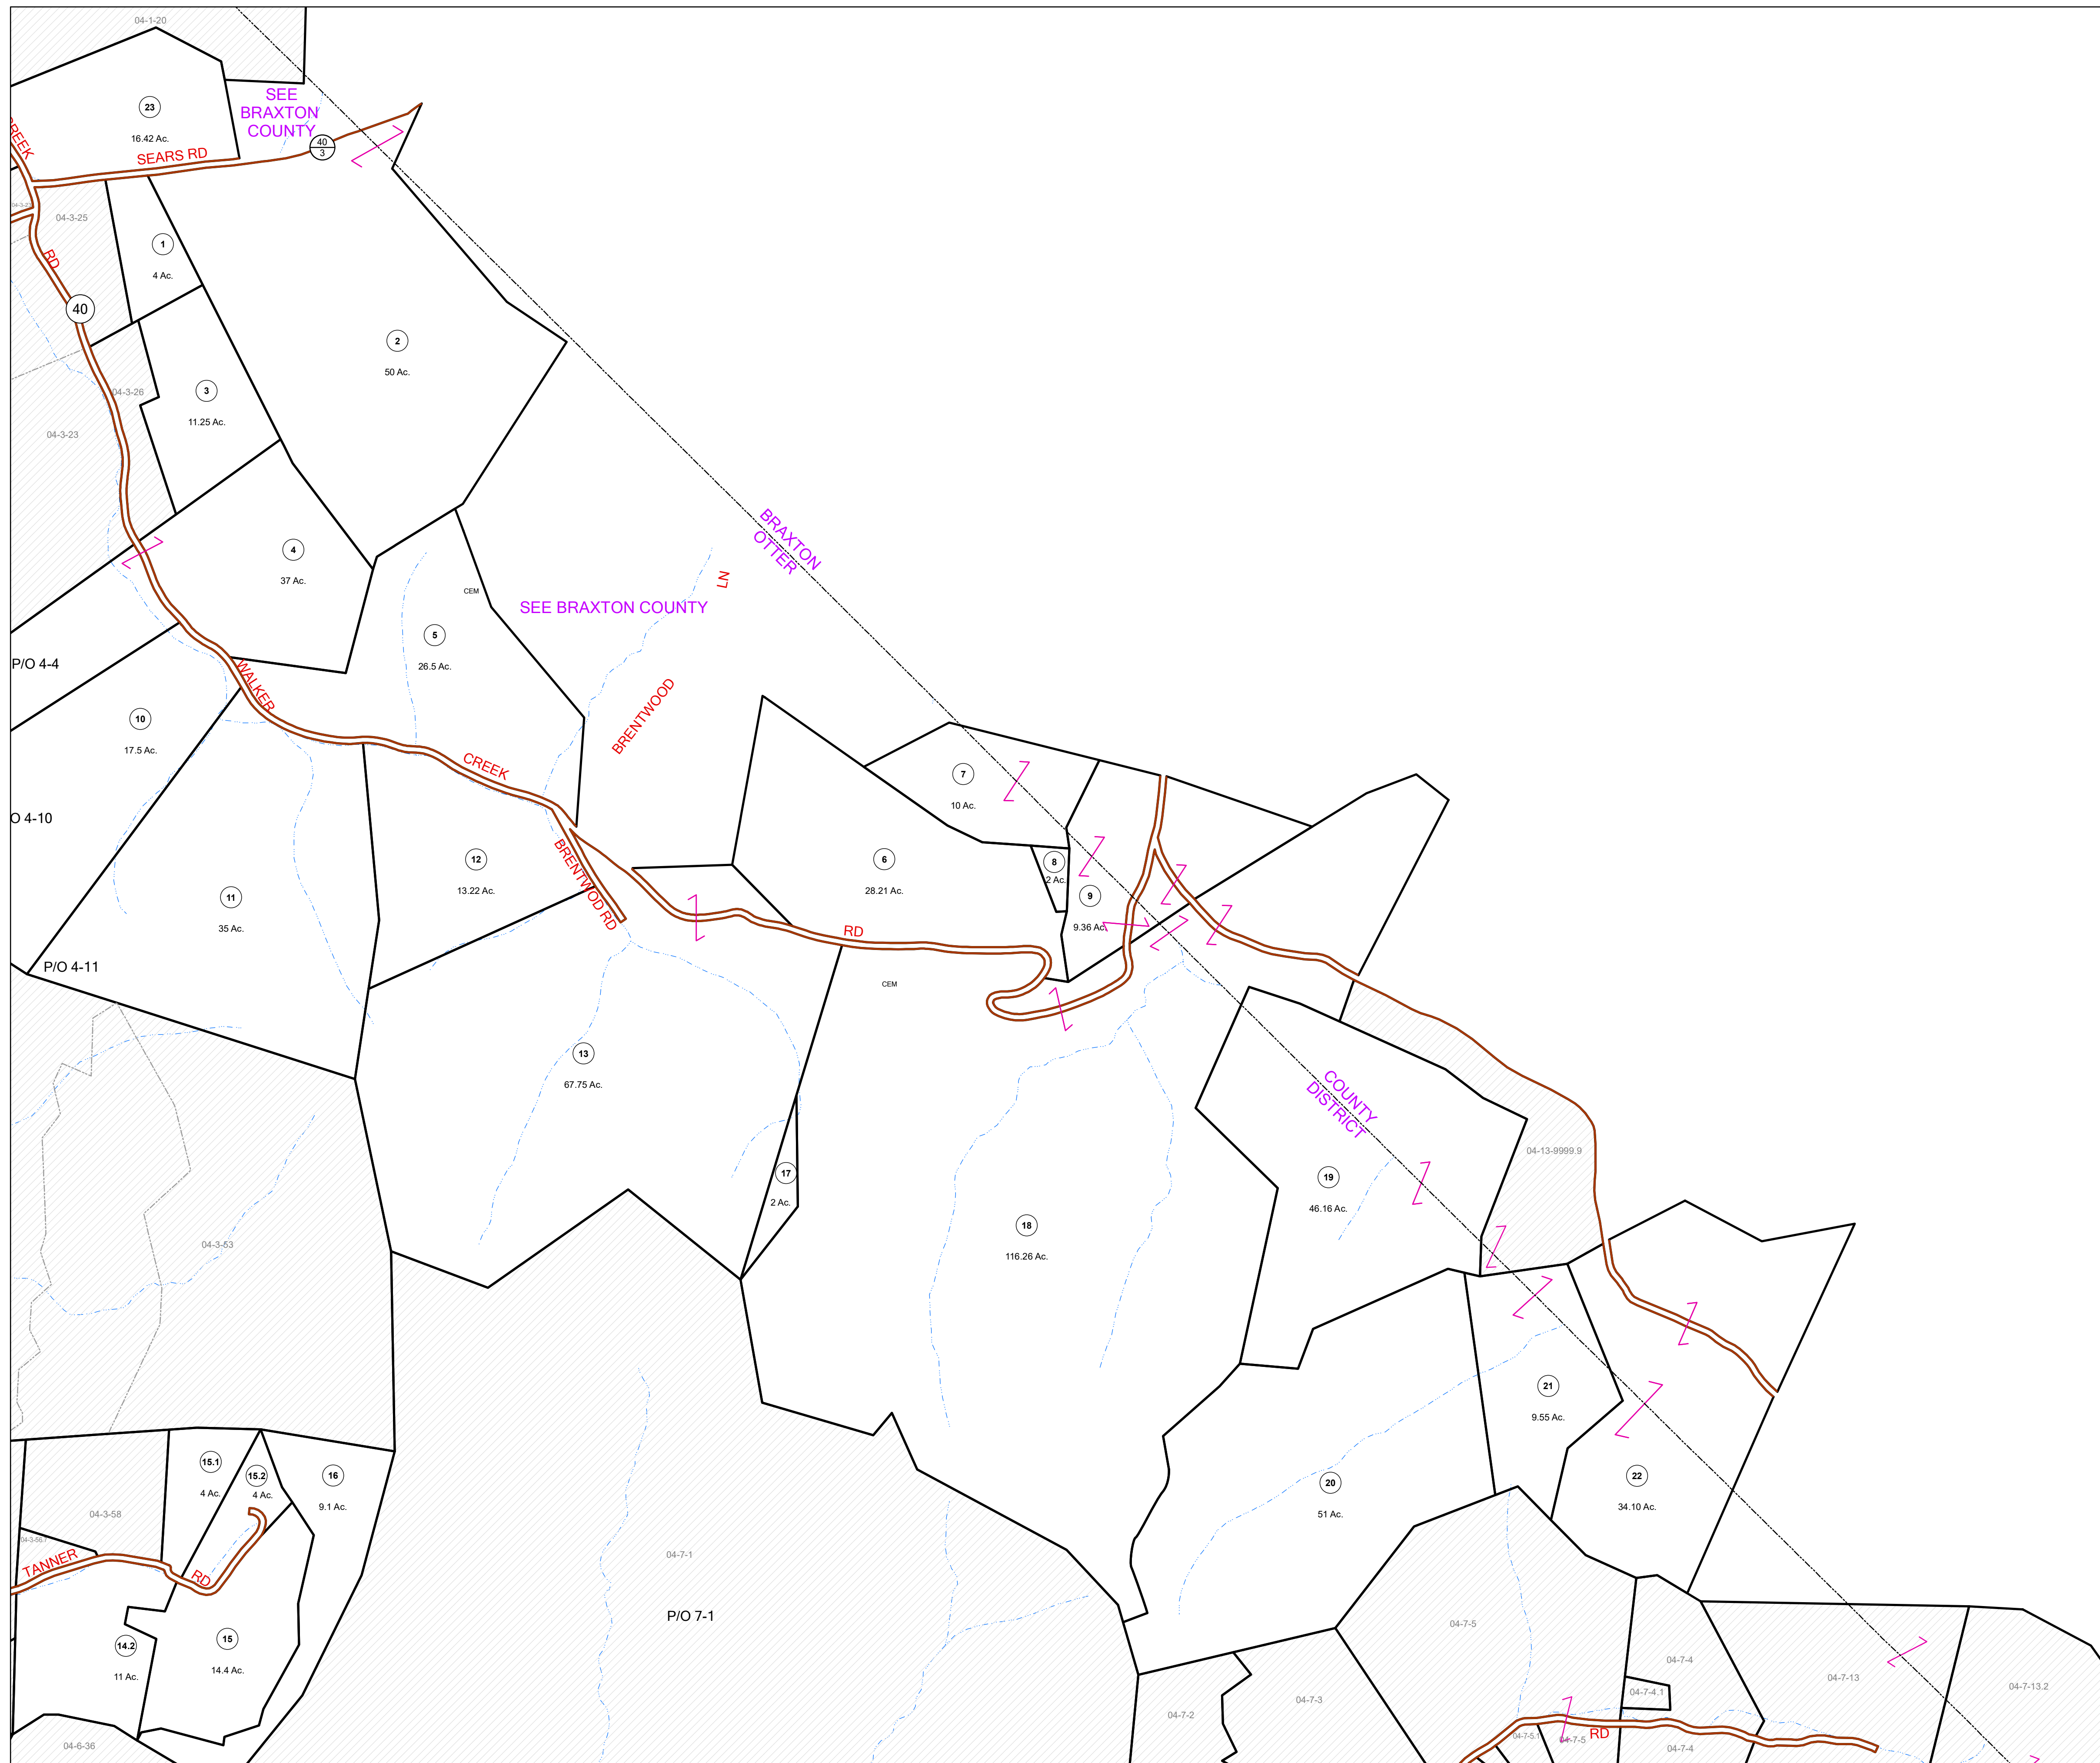 04-1-20
SEE
BRAXTON
COUNTY
23
16.42 Ac.
CREEK
40
3
SEARS RD
04-3-25
RD
1
4 Ac.
40
2
50 Ac.
04-3-26
3
11.25 Ac.
04-3-23
BRAXTON
OTTER
4
37 Ac.
LN
CEM
SEE BRAXTON COUNTY
5
26.5 Ac.
P/O 4-4
WALKER
BRENTWOOD
10
17.5 Ac.
CREEK
7
10 Ac.
O 4-10
12
13.22 Ac.
BRENTWOD RD
6
28.21 Ac.
8
2 Ac.
9
9.36 Ac.
11
35 Ac.
RD
P/O 4-11
CEM
13
67.75 Ac.
COUNTY
DISTRICT
04-13-9999.9
17
2 Ac.
19
46.16 Ac.
18
116.26 Ac.
04-3-53
21
9.55 Ac.
15.1
4 Ac.
15.2
4 Ac.
16
9.1 Ac.
20
51 Ac.
22
34.10 Ac.
04-3-58
TANNER
RD
04-7-1
P/O 7-1
04-7-5
14.2
11 Ac.
15
14.4 Ac.
04-7-4
04-7-4.1
04-7-13
04-7-13.2
04-7-3
04-7-2
04-6-36
04-7-5.1
04-7-5
RD
04-7-4